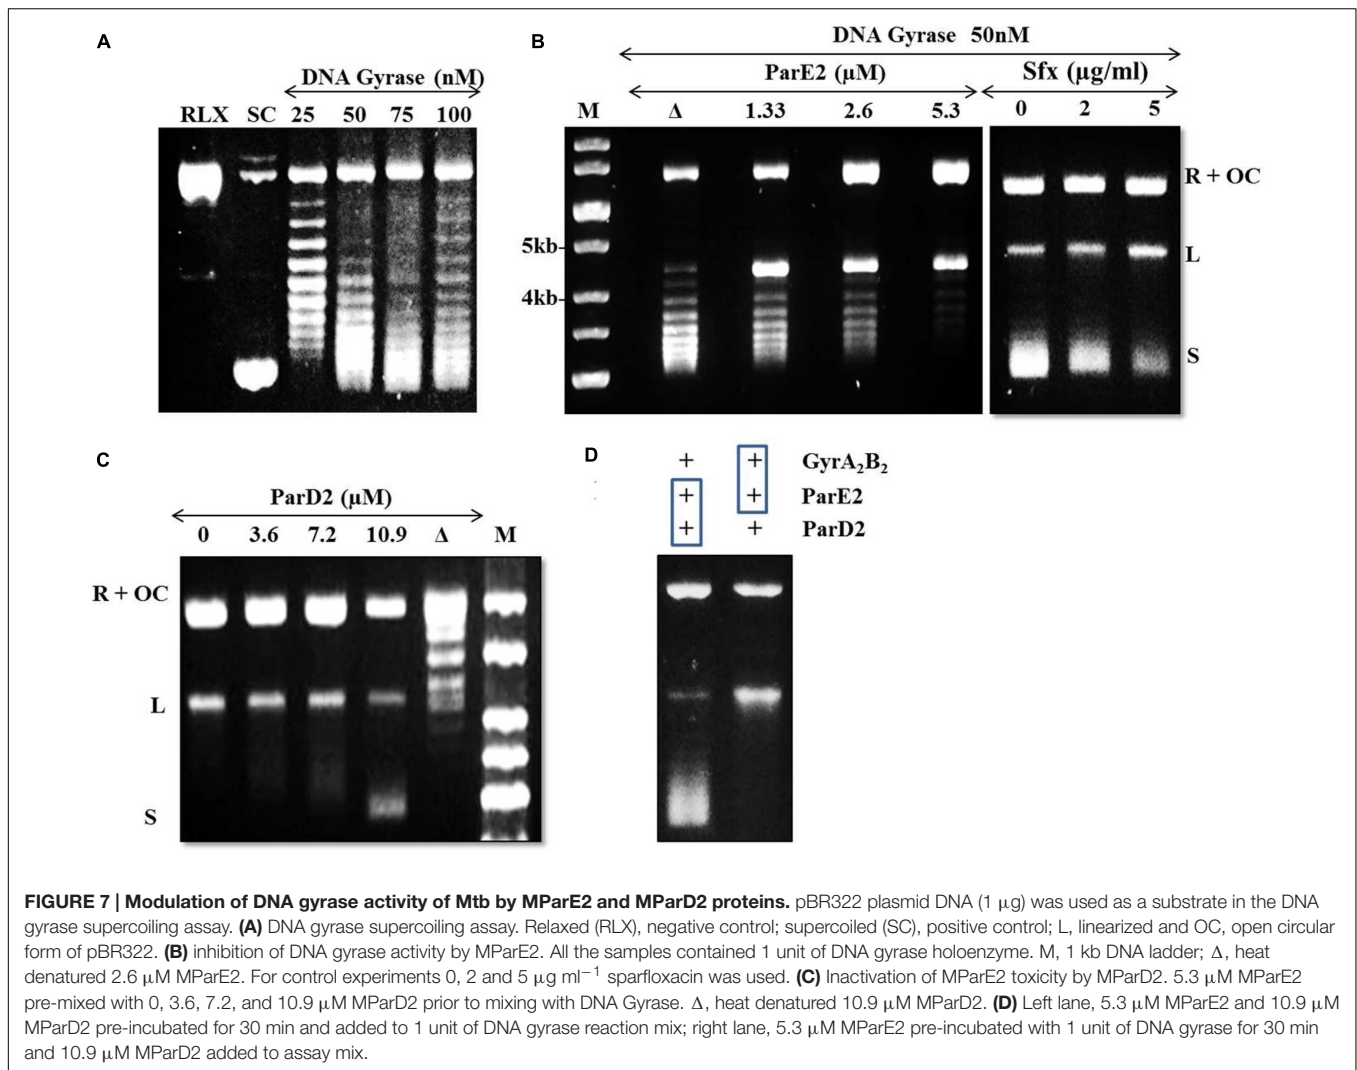 A
DNA Gyrase (nM)
RLX SC 25 50 75 100
B
DNA Gyrase 50nM
ParE2 (µM)
Sfx (µg/ml)
M Δ 1.33 2.6 5.3 0 2 5
R + OC
5kb
L
4kb
S
C
ParD2 (µM)
0 3.6 7.2 10.9 Δ M
R + OC
L
S
D
+ + GyrA₂B₂
+ + ParE2
+ + ParD2
FIGURE 7 | Modulation of DNA gyrase activity of Mtb by MParE2 and MParD2 proteins. pBR322 plasmid DNA (1 µg) was used as a substrate in the DNA
gyrase supercoiling assay. (A) DNA gyrase supercoiling assay. Relaxed (RLX), negative control; supercoiled (SC), positive control; L, linearized and OC, open circular
form of pBR322. (B) inhibition of DNA gyrase activity by MParE2. All the samples contained 1 unit of DNA gyrase holoenzyme. M, 1 kb DNA ladder; Δ, heat
denatured 2.6 µM MParE2. For control experiments 0, 2 and 5 µg ml⁻¹ sparfloxacin was used. (C) Inactivation of MParE2 toxicity by MParD2. 5.3 µM MParE2
pre-mixed with 0, 3.6, 7.2, and 10.9 µM MParD2 prior to mixing with DNA Gyrase. Δ, heat denatured 10.9 µM MParD2. (D) Left lane, 5.3 µM MParE2 and 10.9 µM
MParD2 pre-incubated for 30 min and added to 1 unit of DNA gyrase reaction mix; right lane, 5.3 µM MParE2 pre-incubated with 1 unit of DNA gyrase for 30 min
and 10.9 µM MParD2 added to assay mix.